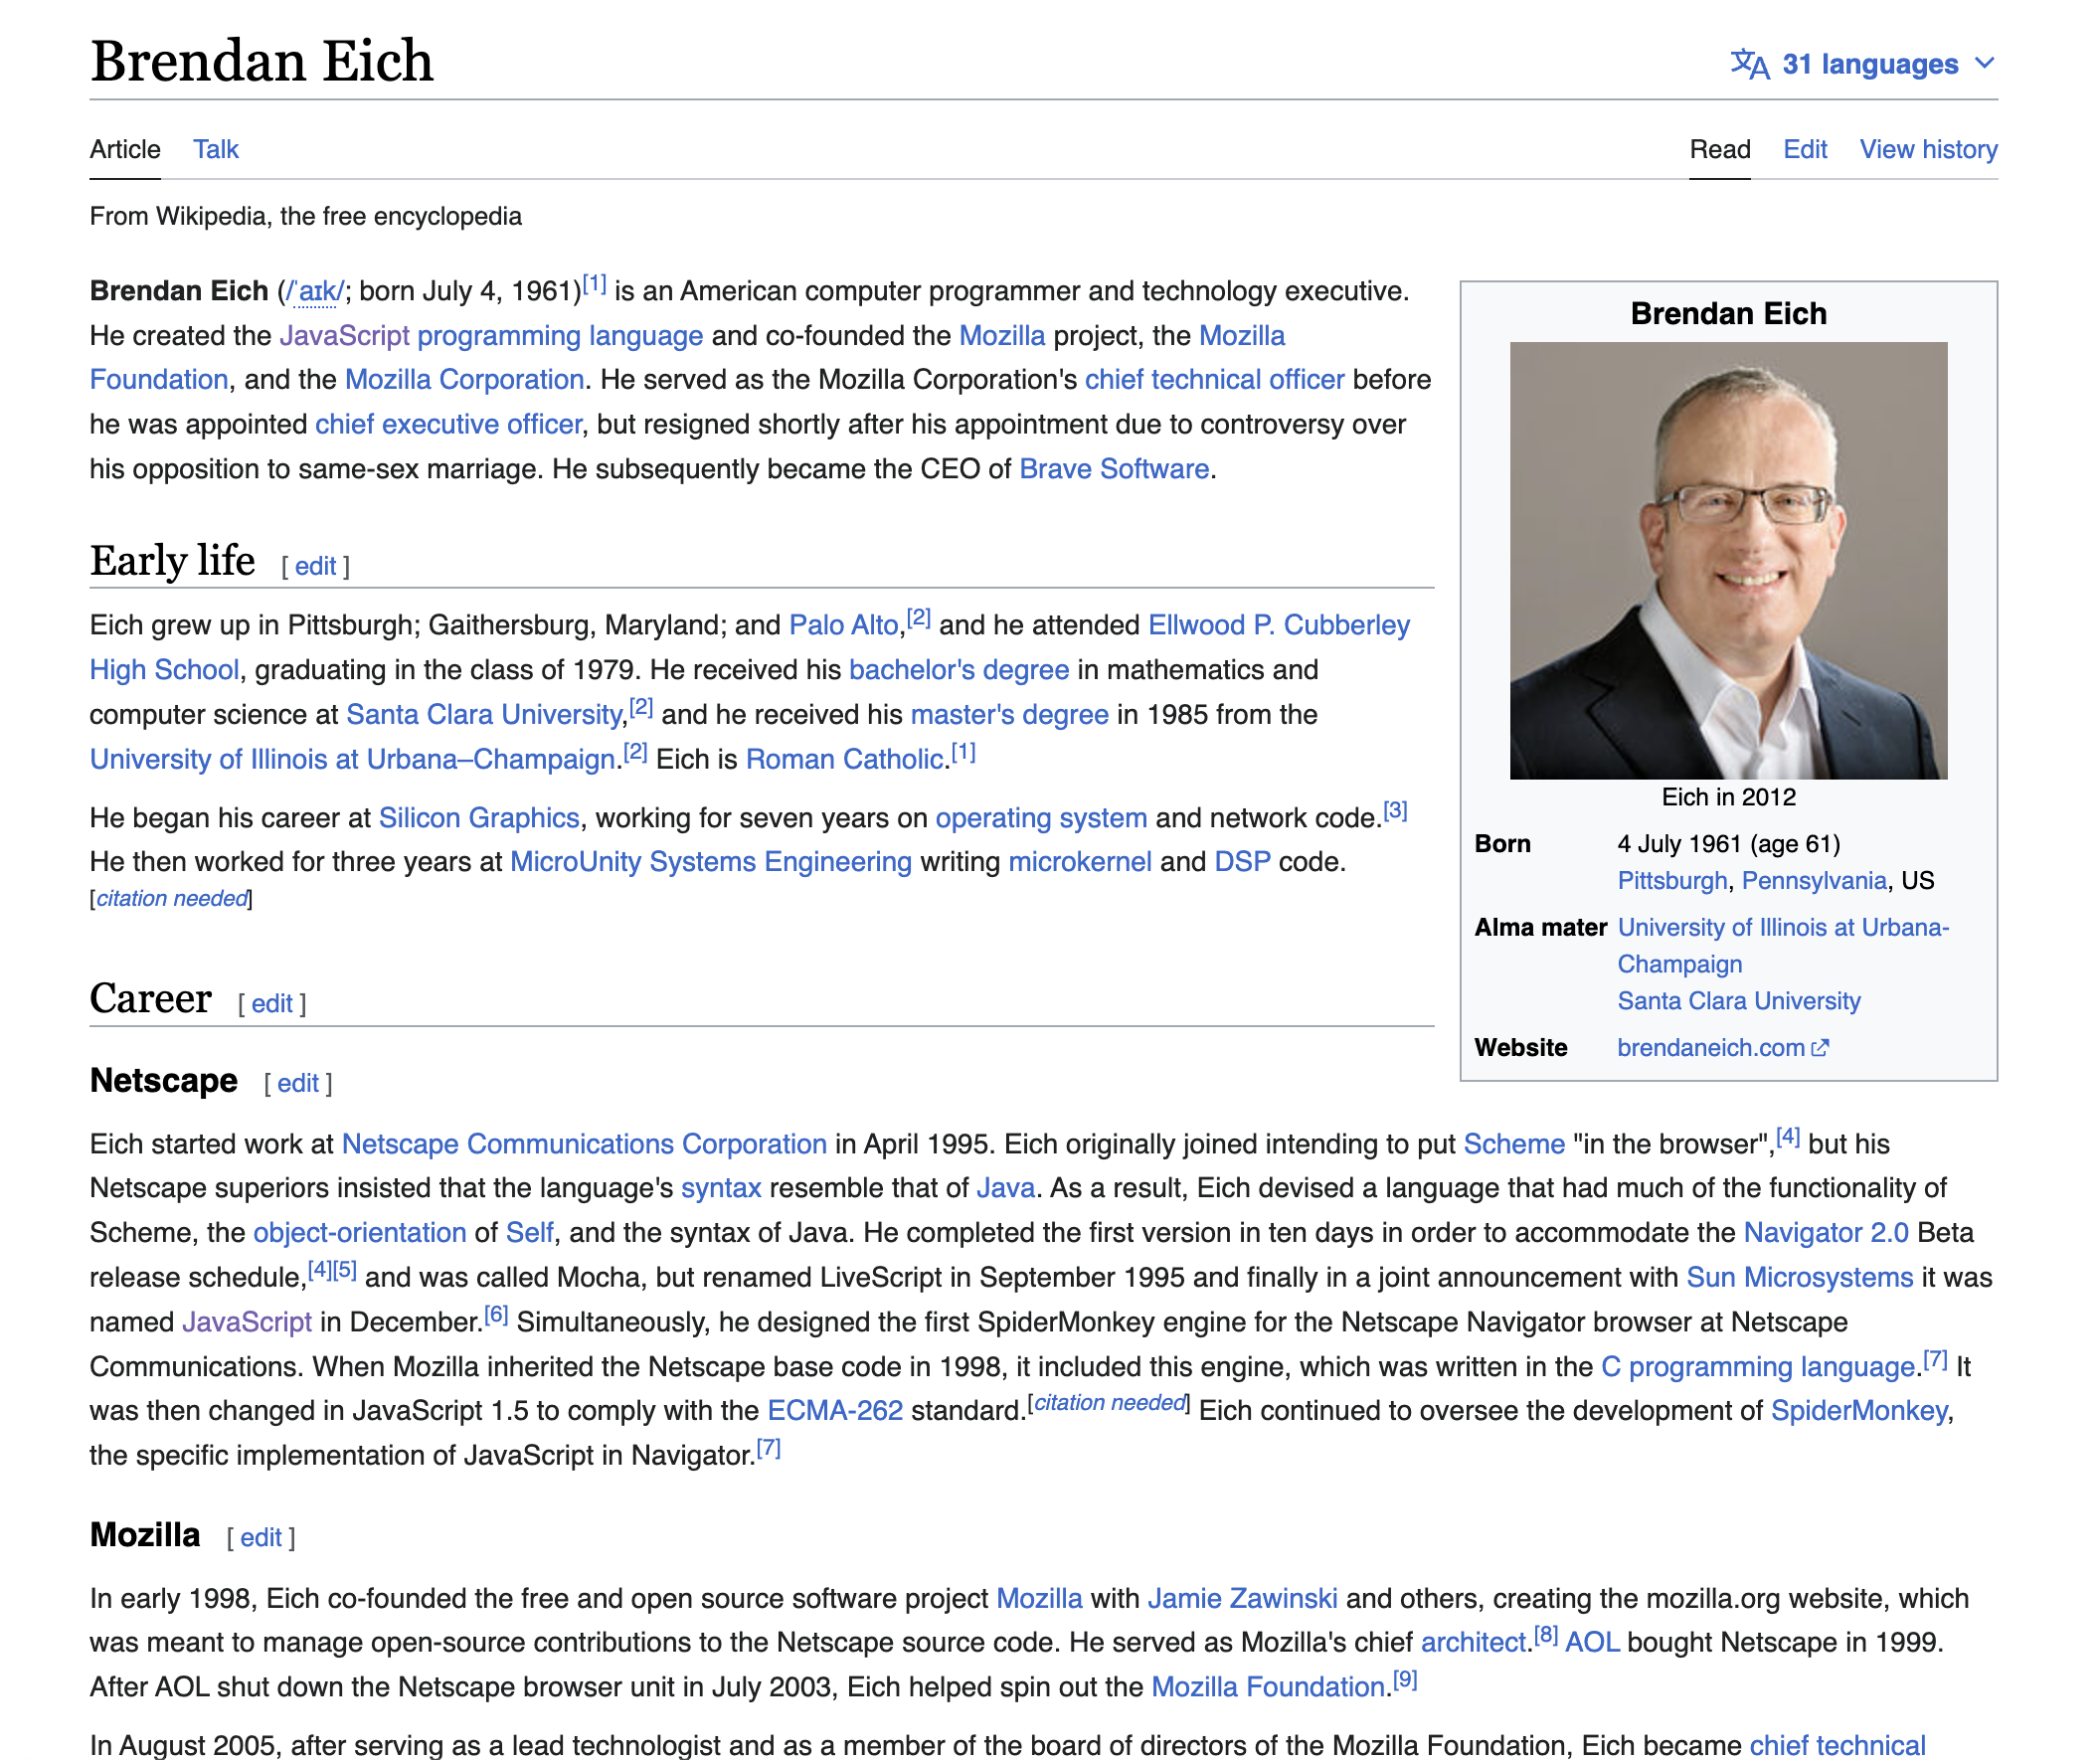 Brendan Eich
31 languages
Article Talk Read Edit View history
From Wikipedia, the free encyclopedia
Brendan Eich (/ˈaɪk/; born July 4, 1961)[1] is an American computer programmer and technology executive.
He created the JavaScript programming language and co-founded the Mozilla project, the Mozilla
Foundation, and the Mozilla Corporation. He served as the Mozilla Corporation's chief technical officer before
he was appointed chief executive officer, but resigned shortly after his appointment due to controversy over
his opposition to same-sex marriage. He subsequently became the CEO of Brave Software.
Early life [ edit ]
Eich grew up in Pittsburgh; Gaithersburg, Maryland; and Palo Alto,[2] and he attended Ellwood P. Cubberley
High School, graduating in the class of 1979. He received his bachelor's degree in mathematics and
computer science at Santa Clara University,[2] and he received his master's degree in 1985 from the
University of Illinois at Urbana–Champaign.[2] Eich is Roman Catholic.[1]
He began his career at Silicon Graphics, working for seven years on operating system and network code.[3]
He then worked for three years at MicroUnity Systems Engineering writing microkernel and DSP code.
[citation needed]
Brendan Eich
Eich in 2012
Born 4 July 1961 (age 61)
Pittsburgh, Pennsylvania, US
Alma mater University of Illinois at Urbana-
Champaign
Santa Clara University
Website brendaneich.com
Career [ edit ]
Netscape [ edit ]
Eich started work at Netscape Communications Corporation in April 1995. Eich originally joined intending to put Scheme "in the browser",[4] but his
Netscape superiors insisted that the language's syntax resemble that of Java. As a result, Eich devised a language that had much of the functionality of
Scheme, the object-orientation of Self, and the syntax of Java. He completed the first version in ten days in order to accommodate the Navigator 2.0 Beta
release schedule,[4][5] and was called Mocha, but renamed LiveScript in September 1995 and finally in a joint announcement with Sun Microsystems it was
named JavaScript in December.[6] Simultaneously, he designed the first SpiderMonkey engine for the Netscape Navigator browser at Netscape
Communications. When Mozilla inherited the Netscape base code in 1998, it included this engine, which was written in the C programming language.[7] It
was then changed in JavaScript 1.5 to comply with the ECMA-262 standard.[citation needed] Eich continued to oversee the development of SpiderMonkey,
the specific implementation of JavaScript in Navigator.[7]
Mozilla [ edit ]
In early 1998, Eich co-founded the free and open source software project Mozilla with Jamie Zawinski and others, creating the mozilla.org website, which
was meant to manage open-source contributions to the Netscape source code. He served as Mozilla's chief architect.[8] AOL bought Netscape in 1999.
After AOL shut down the Netscape browser unit in July 2003, Eich helped spin out the Mozilla Foundation.[9]
In August 2005, after serving as a lead technologist and as a member of the board of directors of the Mozilla Foundation, Eich became chief technical